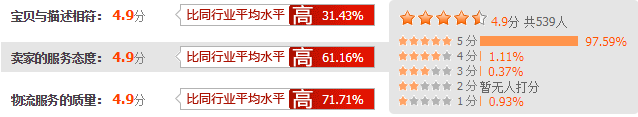 宝贝与描述相符: 4.9分 比同行业平均水平 高 31.43%
卖家的服务态度: 4.9分 比同行业平均水平 高 61.16%
物流服务的质量: 4.9分 比同行业平均水平 高 71.71%
4.9分 共539人
5分 97.59%
4分 1.11%
3分 0.37%
2分 暂无人打分
1分 0.93%